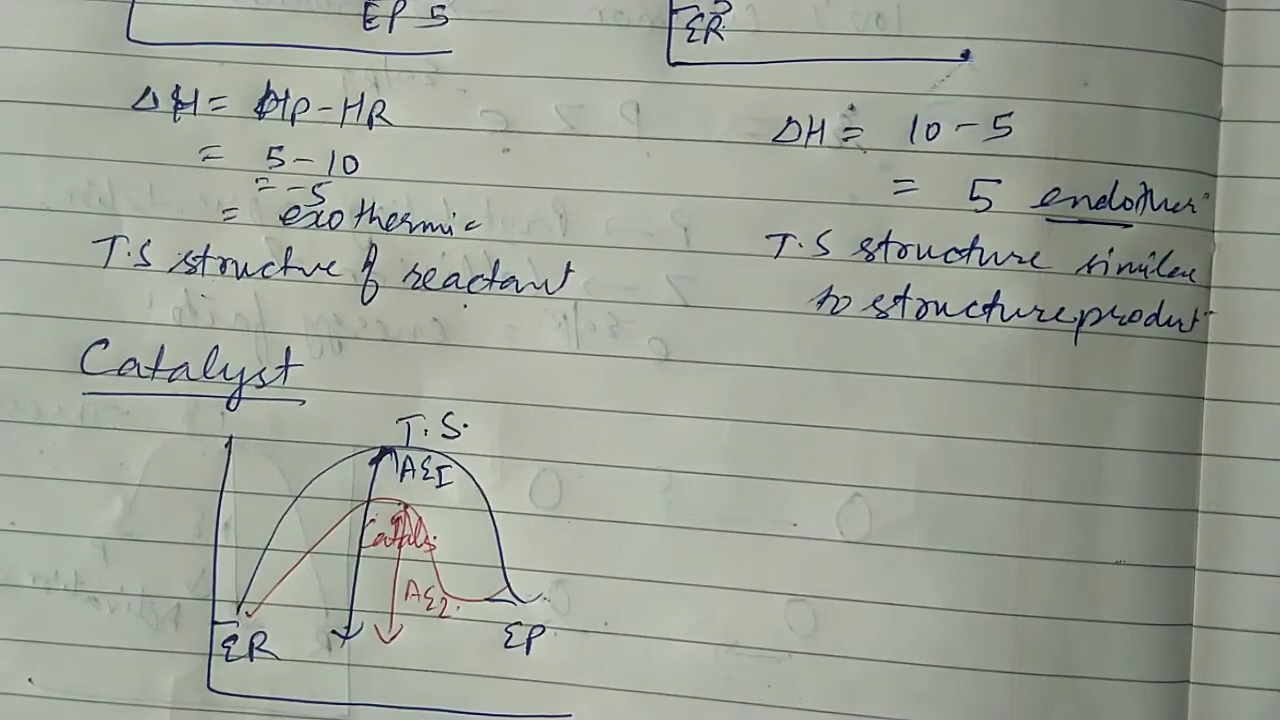 EP 5
ER
ΔH = HP - HR
= 5 - 10
= -5
= exothermic
T.S structure of reactant
ΔH = 10 - 5
= 5 endother
T.S structure similar
to structure product
Catalyst
T.S.
AE1
AE2
ER
EP